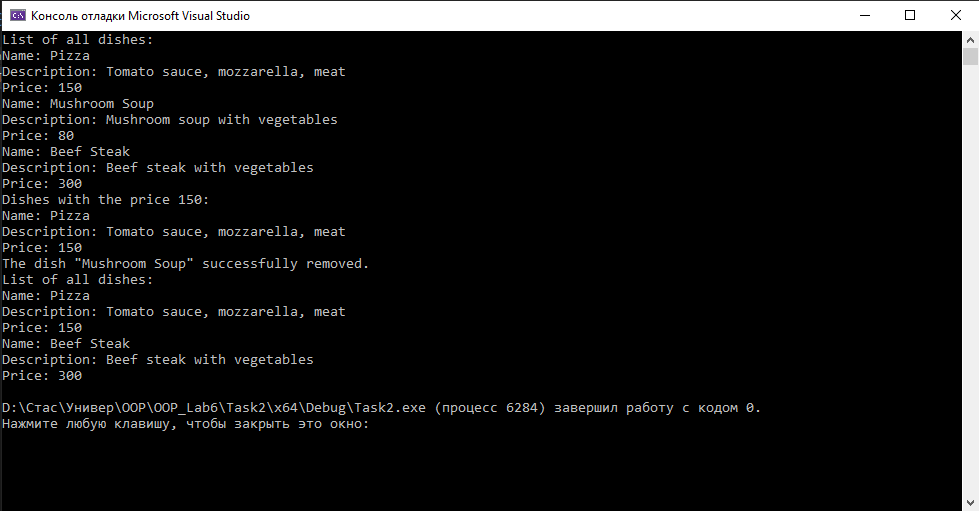 Консоль отладки Microsoft Visual Studio
List of all dishes:
Name: Pizza
Description: Tomato sauce, mozzarella, meat
Price: 150
Name: Mushroom Soup
Description: Mushroom soup with vegetables
Price: 80
Name: Beef Steak
Description: Beef steak with vegetables
Price: 300
Dishes with the price 150:
Name: Pizza
Description: Tomato sauce, mozzarella, meat
Price: 150
The dish "Mushroom Soup" successfully removed.
List of all dishes:
Name: Pizza
Description: Tomato sauce, mozzarella, meat
Price: 150
Name: Beef Steak
Description: Beef steak with vegetables
Price: 300
D:\Стас\Универ\OOP\OOP_Lab6\Task2\x64\Debug\Task2.exe (процесс 6284) завершил работу с кодом 0.
Нажмите любую клавишу, чтобы закрыть это окно: